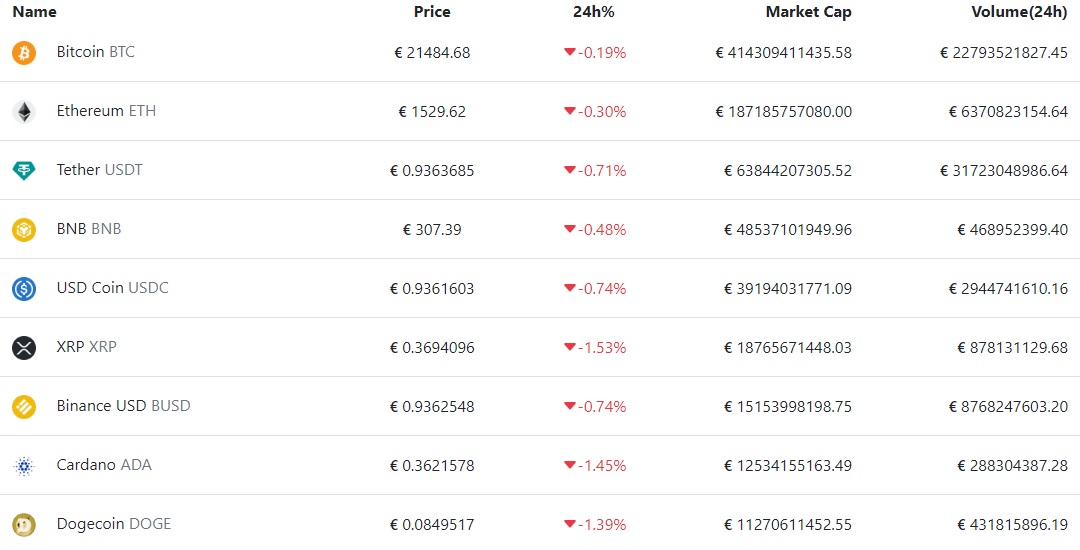 Name Price 24h% Market Cap Volume(24h)
Bitcoin BTC € 21484.68 -0.19% € 414309411435.58 € 22793521827.45
Ethereum ETH € 1529.62 -0.30% € 187185757080.00 € 6370823154.64
Tether USDT € 0.9363685 -0.71% € 63844207305.52 € 31723048986.64
BNB BNB € 307.39 -0.48% € 48537101949.96 € 468952399.40
USD Coin USDC € 0.9361603 -0.74% € 39194031771.09 € 2944741610.16
XRP XRP € 0.3694096 -1.53% € 18765671448.03 € 878131129.68
Binance USD BUSD € 0.9362548 -0.74% € 15153998198.75 € 8768247603.20
Cardano ADA € 0.3621578 -1.45% € 12534155163.49 € 288304387.28
Dogecoin DOGE € 0.0849517 -1.39% € 11270611452.55 € 431815896.19